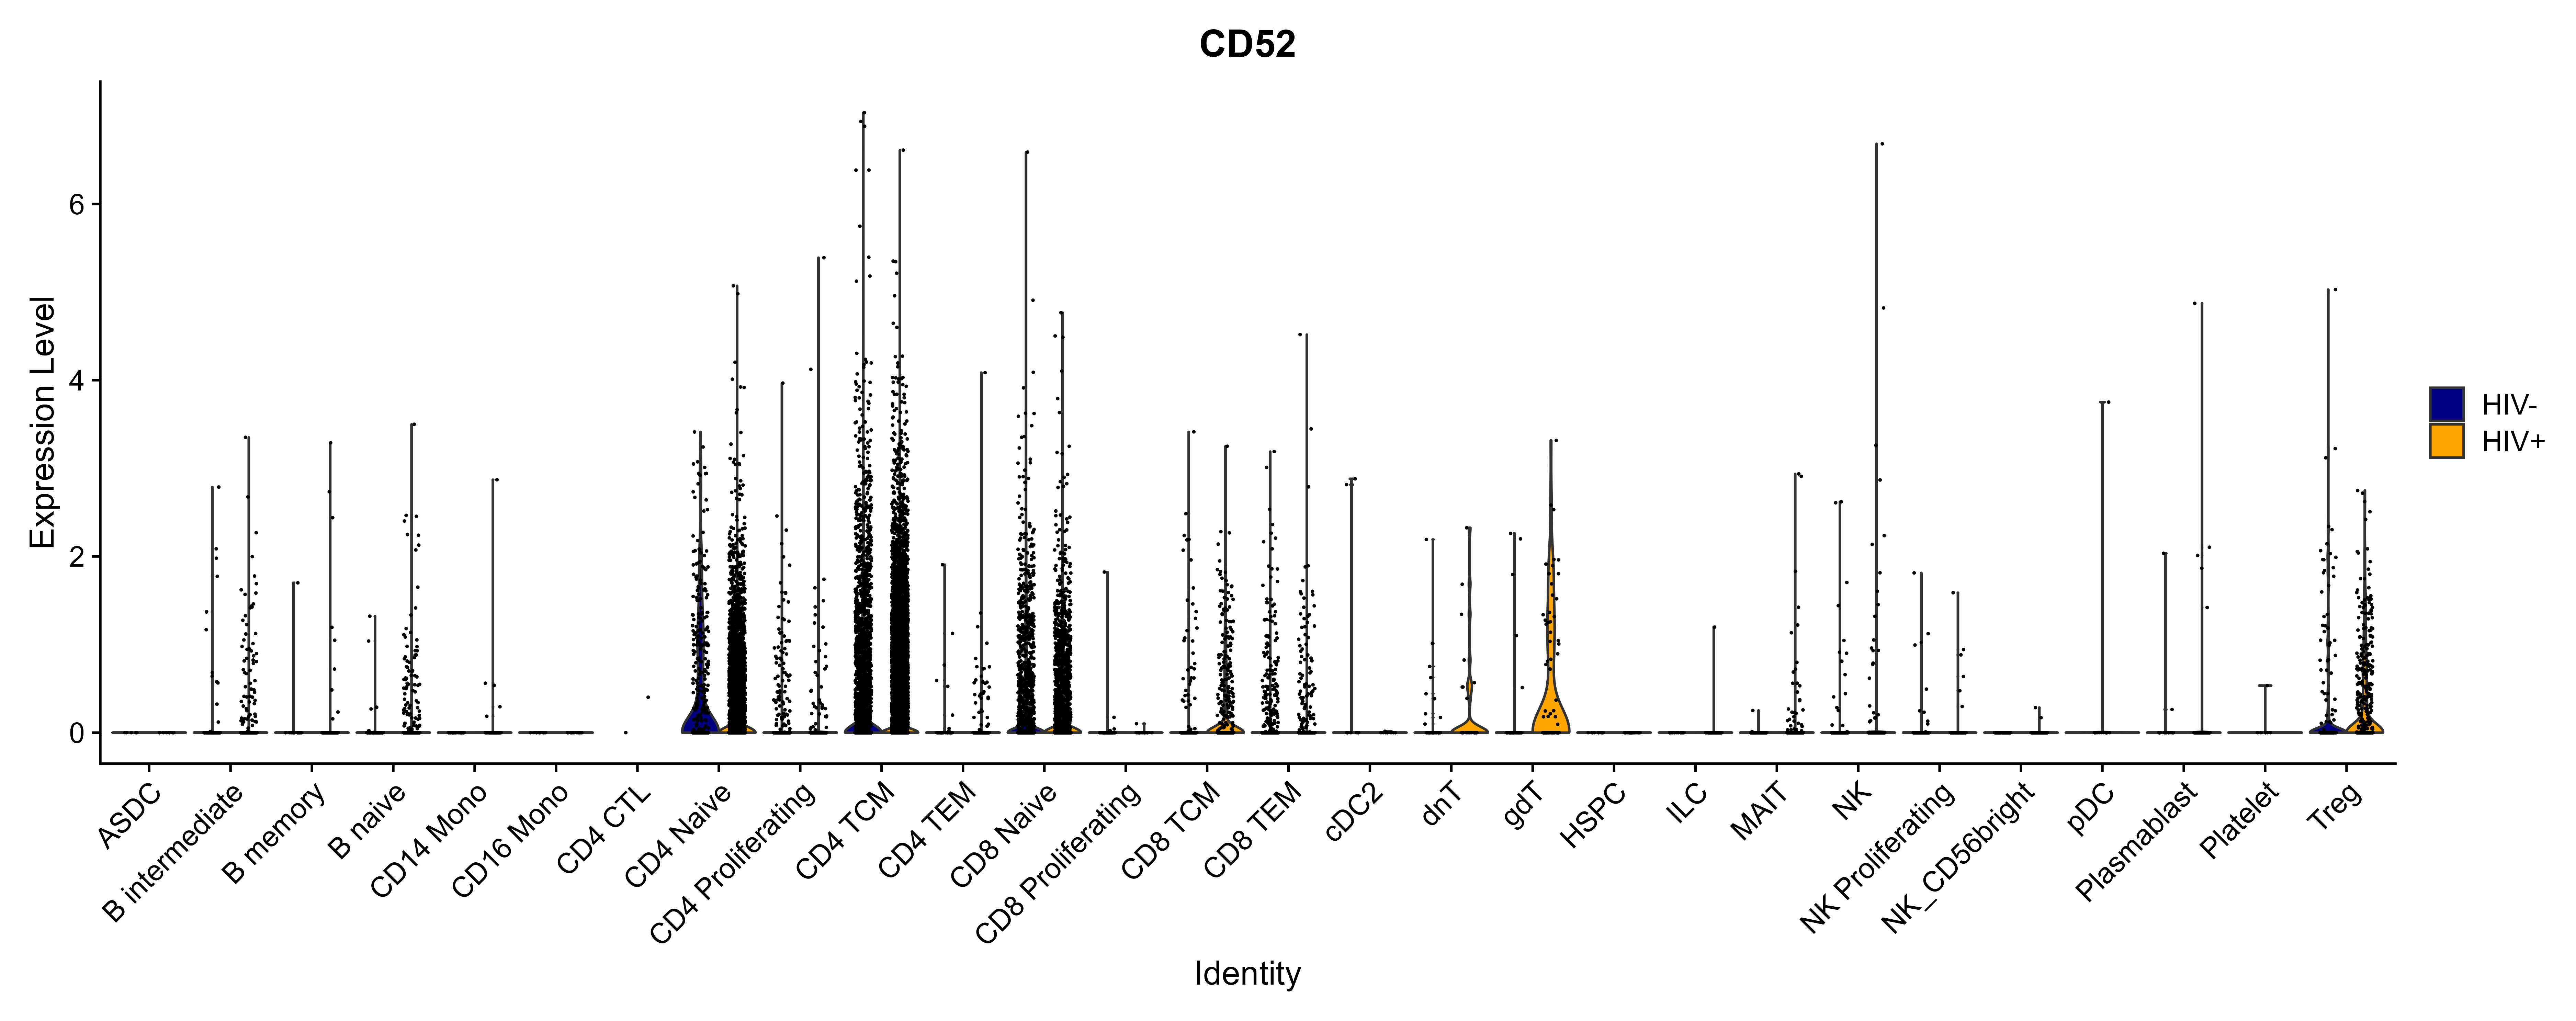 CD52
Expression Level
6
4
2
0
ASDC
B intermediate
B memory
B naive
CD14 Mono
CD16 Mono
CD4 CTL
CD4 Naive
CD4 Proliferating
CD4 TCM
CD4 TEM
CD8 Naive
CD8 Proliferating
CD8 TCM
CD8 TEM
cDC2
dnT
gdT
HSPC
ILC
MAIT
NK
NK Proliferating
NK_CD56bright
pDC
Plasmablast
Platelet
Treg
Identity
HIV-
HIV+